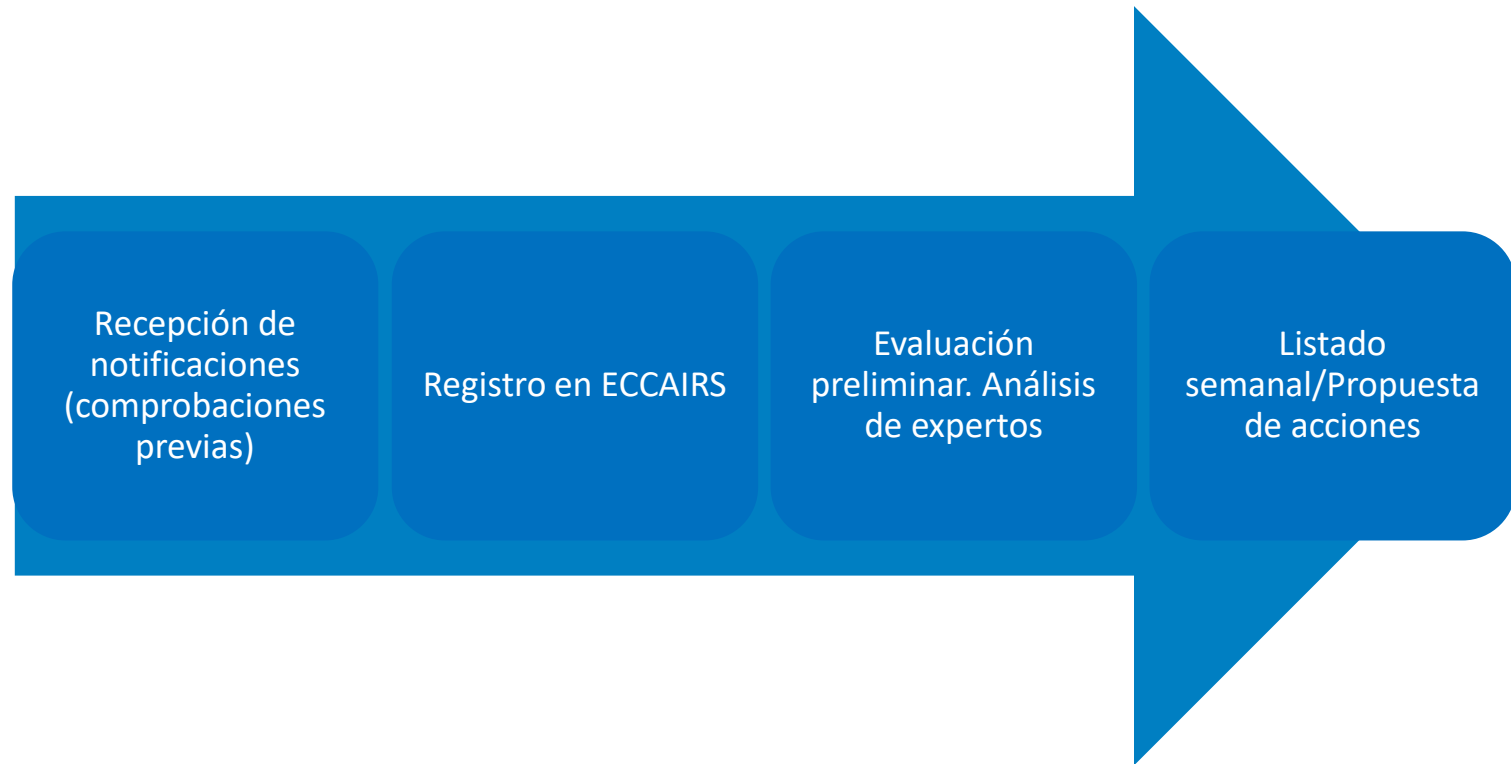 Recepción de
notificaciones
(comprobaciones
previas)
Registro en ECCAIRS
Evaluación
preliminar. Análisis
de expertos
Listado
semanal/Propuesta
de acciones